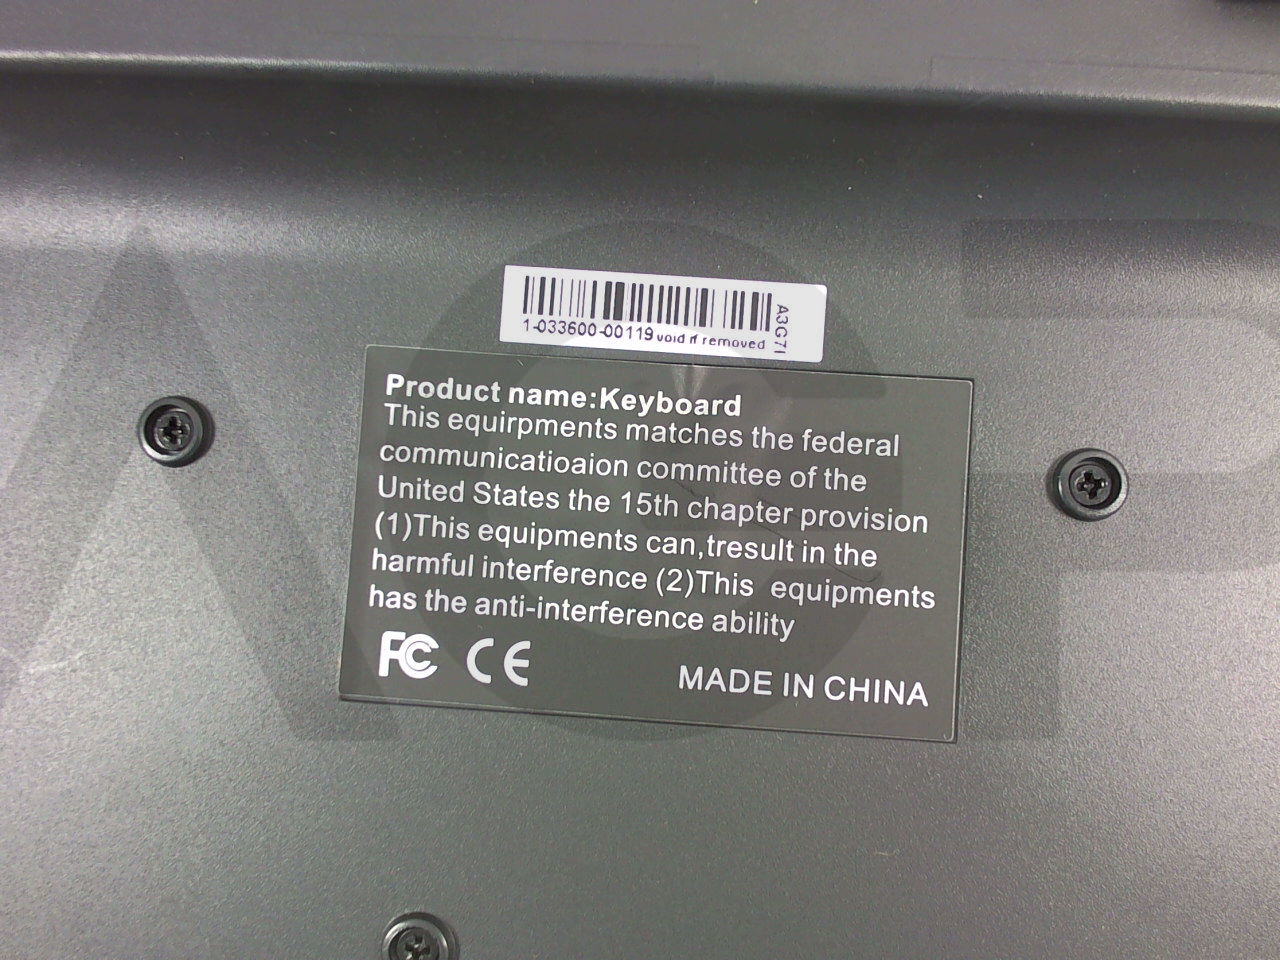 1-033600-00119 void if removed
A3G7I
Product name:Keyboard
This equirpments matches the federal
communicatioaion committee of the
United States the 15th chapter provision
(1)This equipments can,tresult in the
harmful interference (2)This equipments
has the anti-interference ability
FC CE
MADE IN CHINA